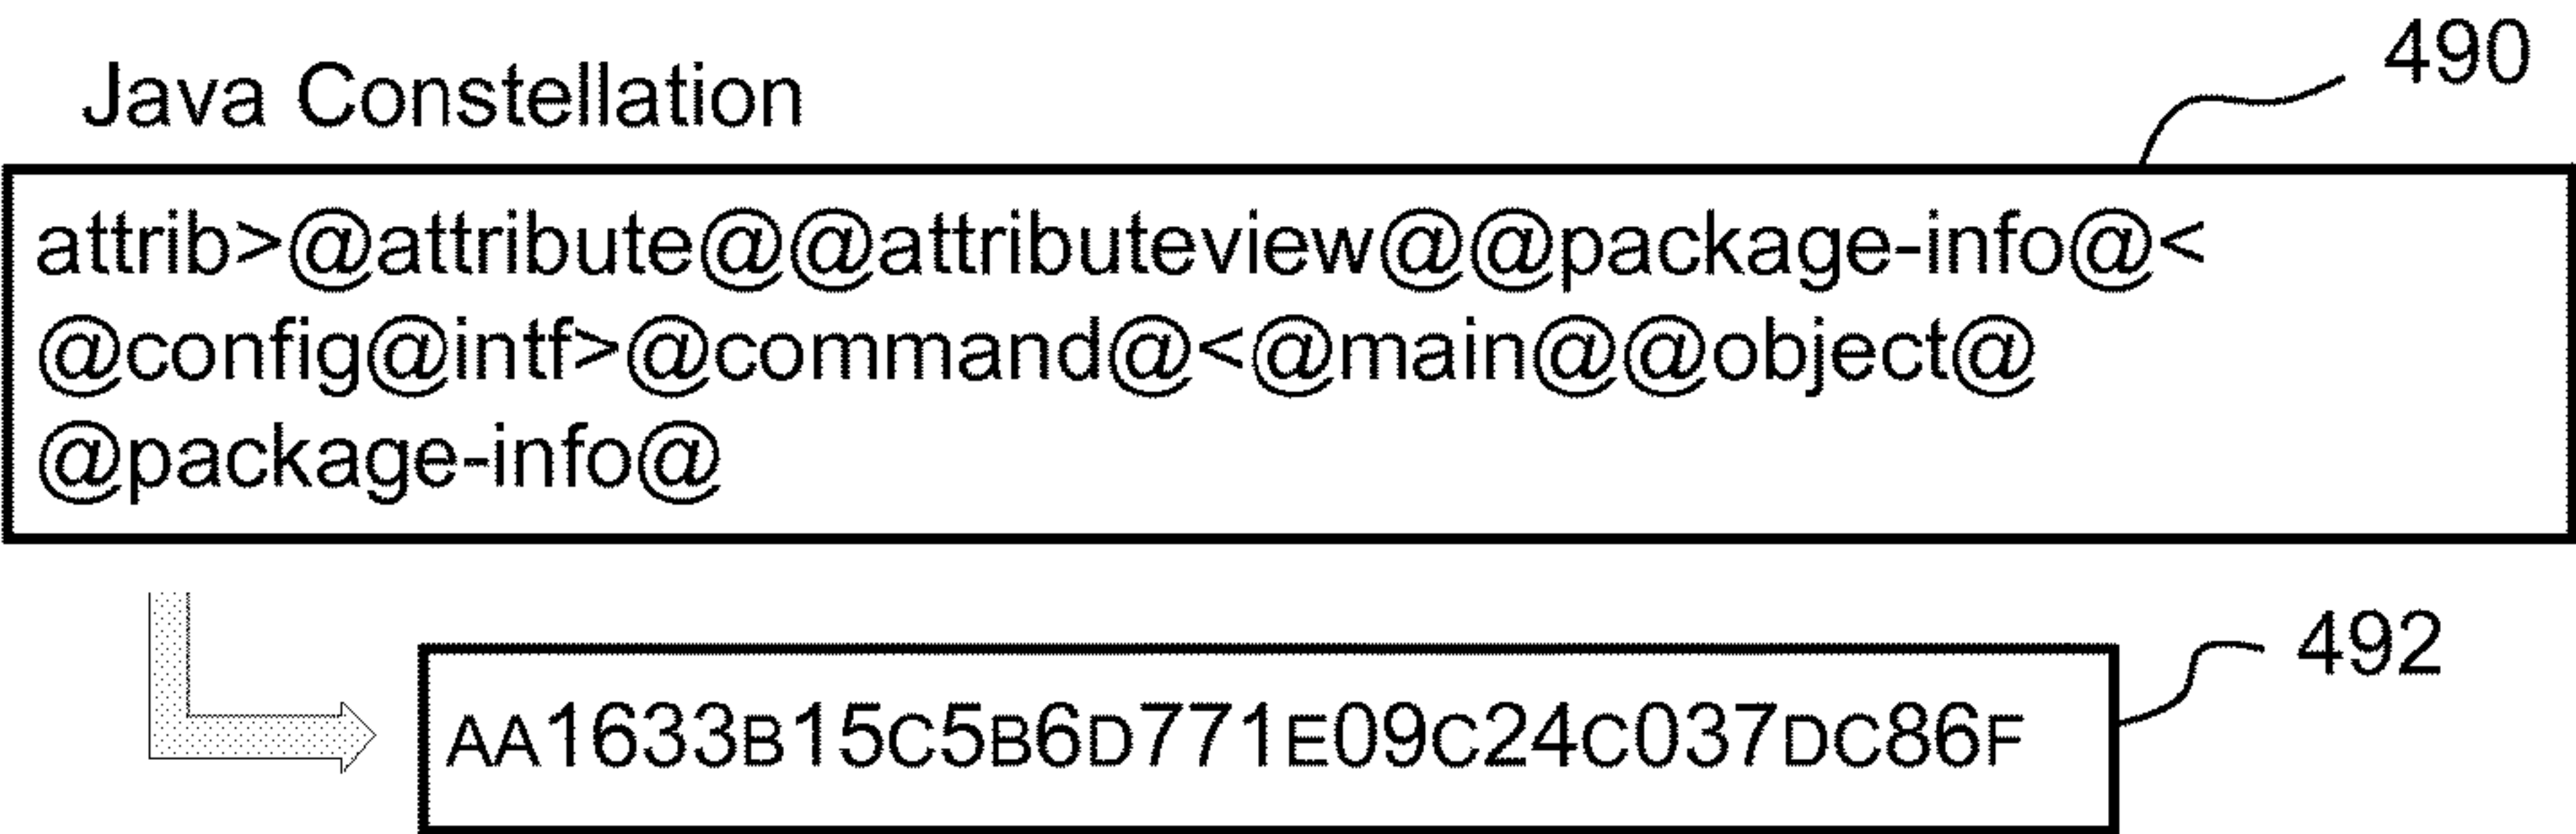 490
Java Constellation
attrib>@attribute@@attributeview@@package-info@<
@config@intf>@command@<@main@@object@
@package-info@
492
AA1633B15C5B6D771E09C24C037DC86F